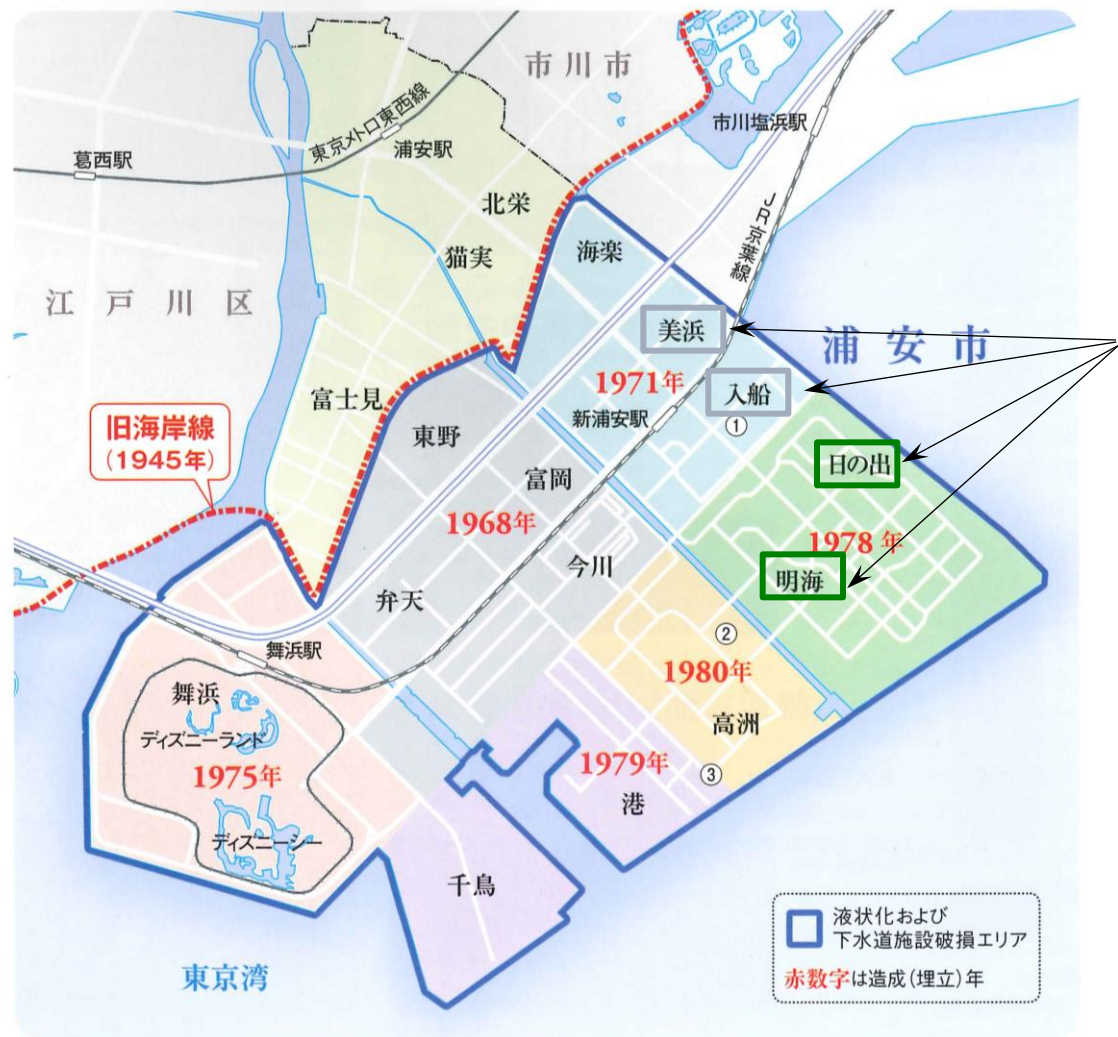 市川市
市川塩浜駅
東京メトロ東西線
浦安駅
葛西駅
北栄
JR京葉線
海楽
猫実
江戸川区
美浜
浦安市
1971年
入船
富士見
新浦安駅
①
旧海岸線
(1945年)
東野
日の出
富岡
1968年
1978年
今川
明海
弁天
②
舞浜駅
1980年
舞浜
高洲
ディズニーランド
1979年
1975年
③
港
ディズニーシー
千鳥
液状化および
下水道施設破損エリア
東京湾
赤数字は造成(埋立)年